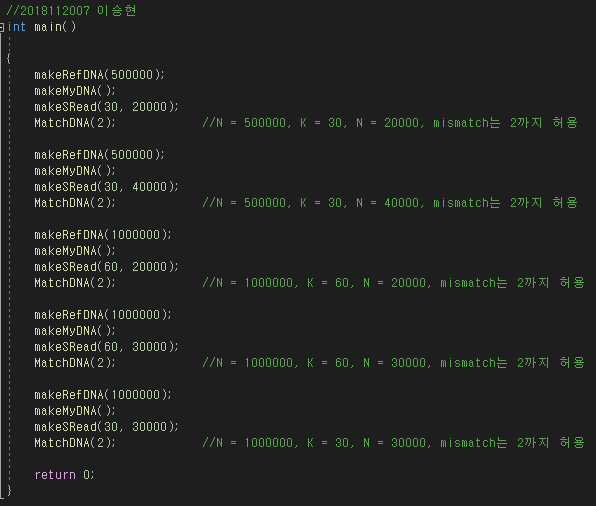 //2018112007 이승현
int main()
{
makeRefDNA(500000);
makeMyDNA();
makeSRead(30, 20000);
MatchDNA(2); //N = 500000, K = 30, N = 20000, mismatch는 2까지 허용
makeRefDNA(500000);
makeMyDNA();
makeSRead(30, 40000);
MatchDNA(2); //N = 500000, K = 30, N = 40000, mismatch는 2까지 허용
makeRefDNA(1000000);
makeMyDNA();
makeSRead(60, 20000);
MatchDNA(2); //N = 1000000, K = 60, N = 20000, mismatch는 2까지 허용
makeRefDNA(1000000);
makeMyDNA();
makeSRead(60, 30000);
MatchDNA(2); //N = 1000000, K = 60, N = 30000, mismatch는 2까지 허용
makeRefDNA(1000000);
makeMyDNA();
makeSRead(30, 30000);
MatchDNA(2); //N = 1000000, K = 30, N = 30000, mismatch는 2까지 허용
return 0;
}